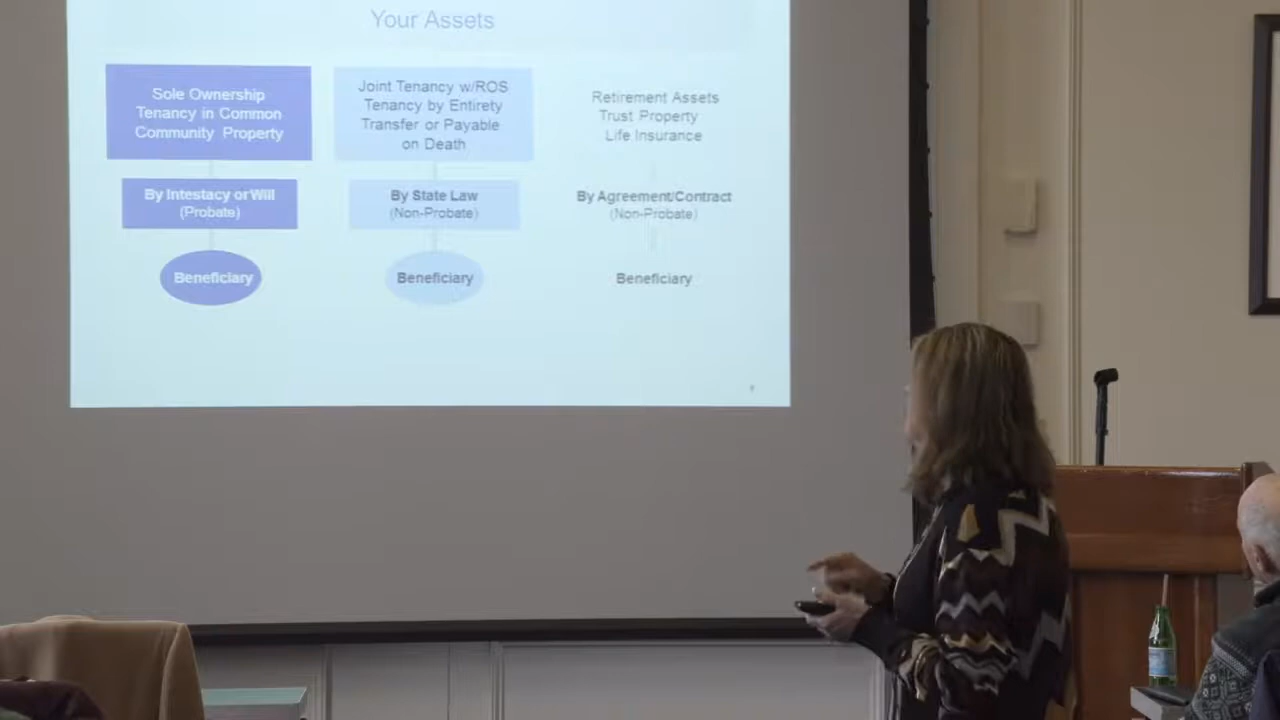 Your Assets
Sole Ownership
Tenancy in Common
Community Property
By Intestacy or Will
(Probate)
Beneficiary
Joint Tenancy w/ROS
Tenancy by Entirety
Transfer or Payable
on Death
By State Law
(Non-Probate)
Beneficiary
Retirement Assets
Trust Property
Life Insurance
By Agreement/Contract
(Non-Probate)
Beneficiary